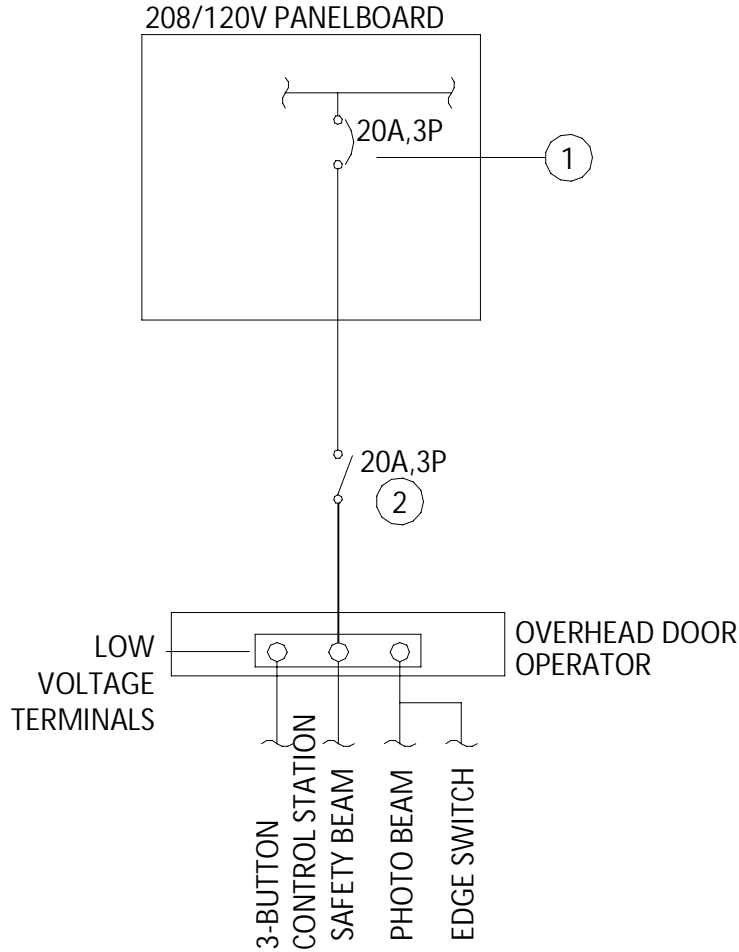 208/120V PANELBOARD
20A,3P
1
20A,3P
2
LOW
VOLTAGE
TERMINALS
OVERHEAD DOOR
OPERATOR
3-BUTTON
CONTROL STATION
SAFETY BEAM
PHOTO BEAM
EDGE SWITCH